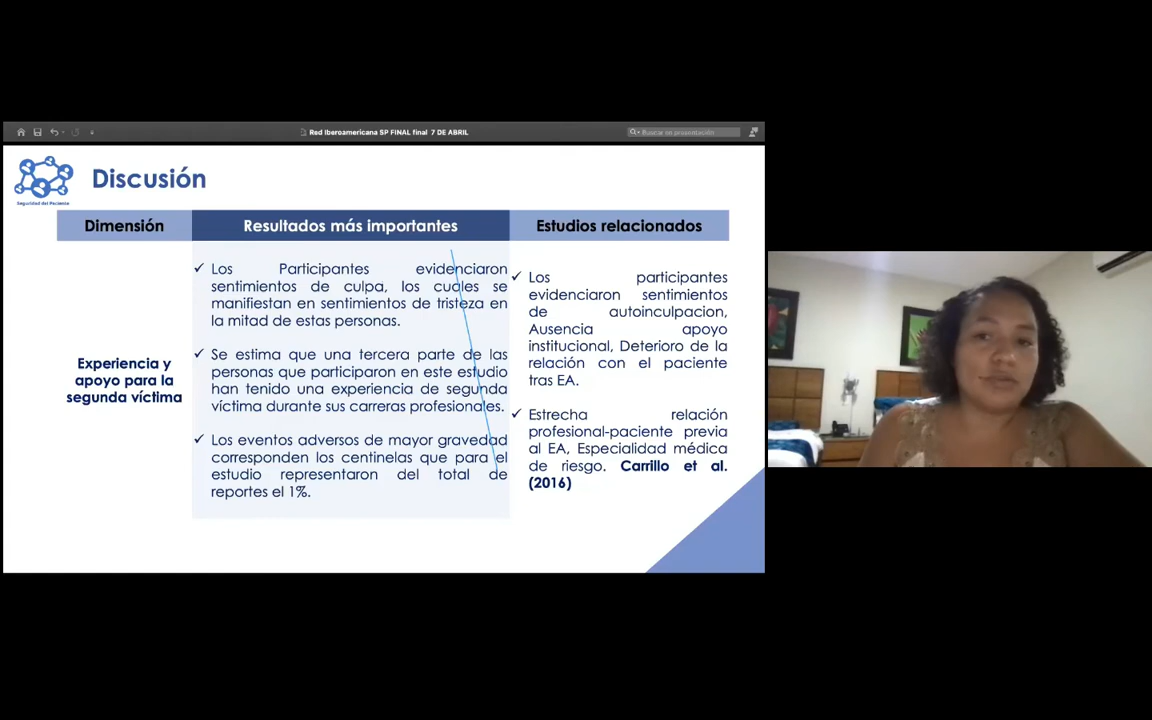 Red Iberoamericana SP FINAL final 7 DE ABRIL
Buscar en presentación
Seguridad del Paciente
Discusión
Dimensión
Resultados más importantes
Estudios relacionados
Experiencia y
apoyo para la
segunda víctima
✓ Los Participantes evidenciaron
sentimientos de culpa, los cuales se
manifiestan en sentimientos de tristeza en
la mitad de estas personas.
✓ Se estima que una tercera parte de las
personas que participaron en este estudio
han tenido una experiencia de segunda
víctima durante sus carreras profesionales.
✓ Los eventos adversos de mayor gravedad
corresponden los centinelas que para el
estudio representaron del total de
reportes el 1%.
✓ Los participantes
evidenciaron sentimientos
de autoinculpacion,
Ausencia apoyo
institucional, Deterioro de la
relación con el paciente
tras EA.
✓ Estrecha relación
profesional-paciente previa
al EA, Especialidad médica
de riesgo. Carrillo et al.
(2016)